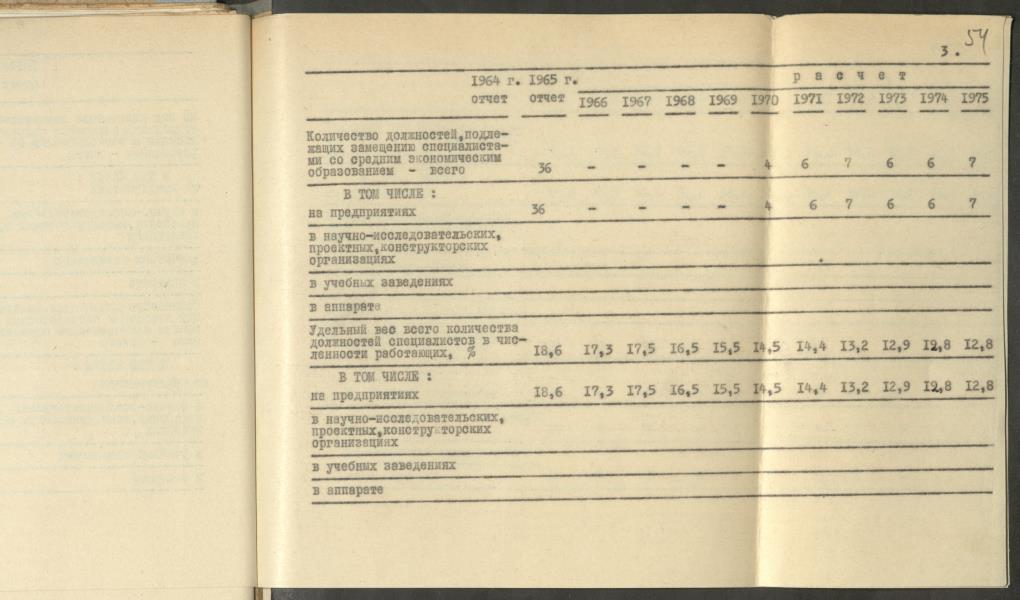 54
3.
1964 г. 1965 г. расчет
отчет отчет 1966 1967 1968 1969 1970 1971 1972 1973 1974 1975
Количество должностей,подле-
жащих замещению специалиста-
ми со средним экономическим
образованием - всего 36 - - - - 4 6 7 6 6 7
В ТОМ ЧИСЛЕ :
на предприятиях 36 - - - - 4 6 7 6 6 7
в научно-исследовательских,
проектных,конструкторских
организациях
в учебных заведениях
в аппарате
Удельный вес всего количества
должностей специалистов в чис-
ленности работающих, % 18,6 17,3 17,5 16,5 15,5 14,5 14,4 13,2 12,9 12,8 12,8
В ТОМ ЧИСЛЕ :
на предприятиях 18,6 17,3 17,5 16,5 15,5 14,5 14,4 13,2 12,9 12,8 12,8
в научно-исследовательских,
проектных,конструкторских
организациях
в учебных заведениях
в аппарате